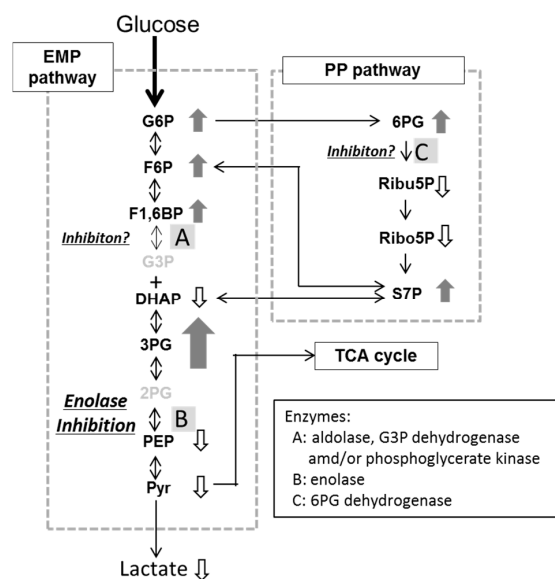 Glucose
EMP
pathway
G6P
F6P
F1,6BP
Inhibiton?
A
G3P
+
DHAP
3PG
2PG
Enolase
Inhibition
B
PEP
Pyr
Lactate
PP pathway
6PG
Inhibiton?
C
Ribu5P
Ribo5P
S7P
TCA cycle
Enzymes:
A: aldolase, G3P dehydrogenase
amd/or phosphoglycerate kinase
B: enolase
C: 6PG dehydrogenase